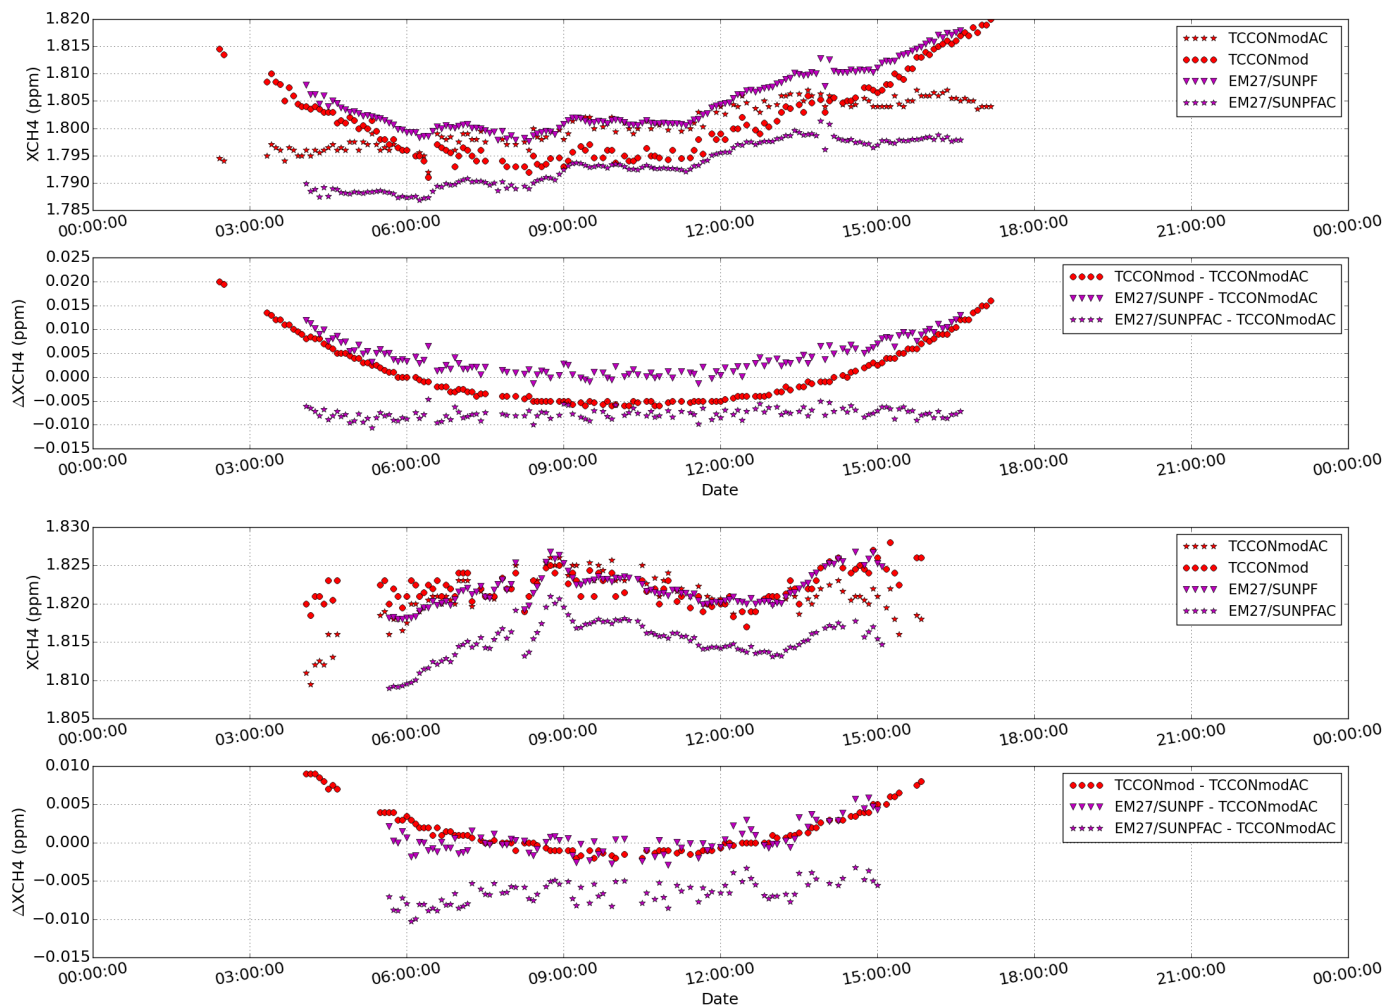 1.820
1.815
1.810
1.805
1.800
1.795
1.790
1.785
XCH4 (ppm)
TCCONmodAC
TCCONmod
EM27/SUNPF
EM27/SUNPFAC
00:00:00 03:00:00 06:00:00 09:00:00 12:00:00 15:00:00 18:00:00 21:00:00 00:00:00
0.025
0.020
0.015
0.010
0.005
0.000
−0.005
−0.010
−0.015
△XCH4 (ppm)
TCCONmod - TCCONmodAC
EM27/SUNPF - TCCONmodAC
EM27/SUNPFAC - TCCONmodAC
00:00:00 03:00:00 06:00:00 09:00:00 12:00:00 15:00:00 18:00:00 21:00:00 00:00:00
Date
1.830
1.825
1.820
1.815
1.810
1.805
XCH4 (ppm)
TCCONmodAC
TCCONmod
EM27/SUNPF
EM27/SUNPFAC
00:00:00 03:00:00 06:00:00 09:00:00 12:00:00 15:00:00 18:00:00 21:00:00 00:00:00
0.010
0.005
0.000
−0.005
−0.010
−0.015
△XCH4 (ppm)
TCCONmod - TCCONmodAC
EM27/SUNPF - TCCONmodAC
EM27/SUNPFAC - TCCONmodAC
00:00:00 03:00:00 06:00:00 09:00:00 12:00:00 15:00:00 18:00:00 21:00:00 00:00:00
Date